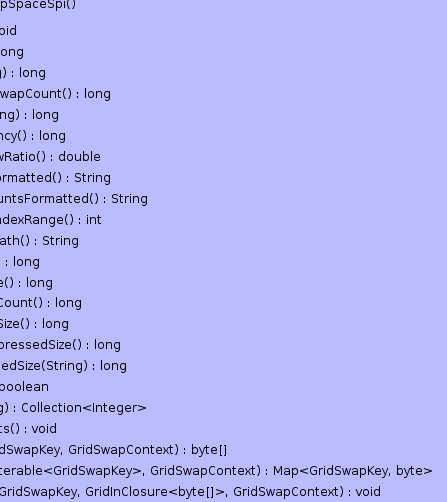 pSpaceSpi()
oid
ong
) : long
wapCount() : long
ng) : long
ncy() : long
wRatio() : double
ormatted() : String
untsFormatted() : String
ndexRange() : int
ath() : String
: long
e() : long
Count() : long
Size() : long
pressedSize() : long
edSize(String) : long
boolean
g) : Collection<Integer>
ts() : void
dSwapKey, GridSwapContext) : byte[]
terable<GridSwapKey>, GridSwapContext) : Map<GridSwapKey, byte>
GridSwapKey, GridInClosure<byte[]>, GridSwapContext) : void